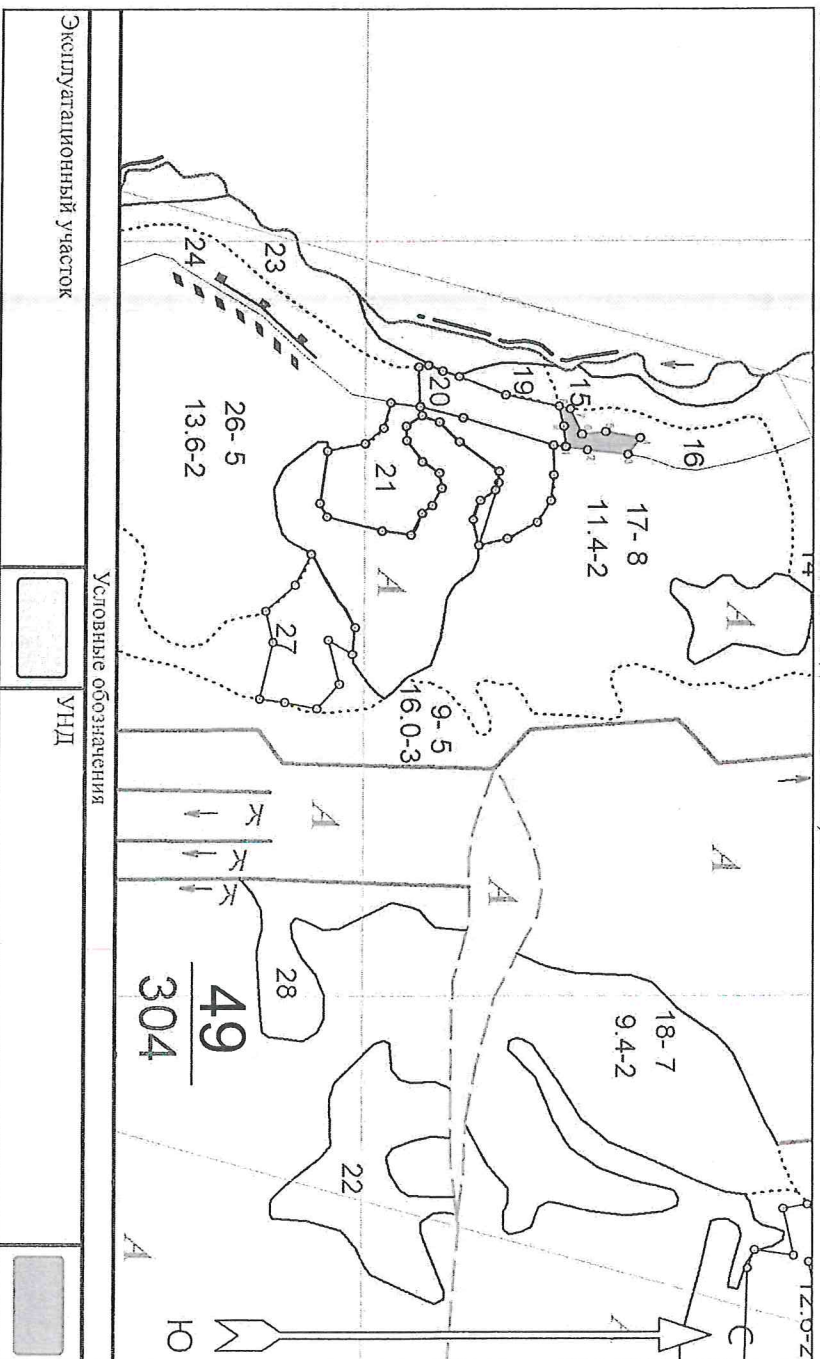 14
А
16
17- 8
11.4-2
15
19
20
21
А
23
24
26- 5
13.6-2
27
9- 5
16.0-3
А
А
А
К
К
К
28
49
304
18- 7
9.4-2
22
А
С
Ю
Условные обозначения
Эксплуатационный участок
УНД